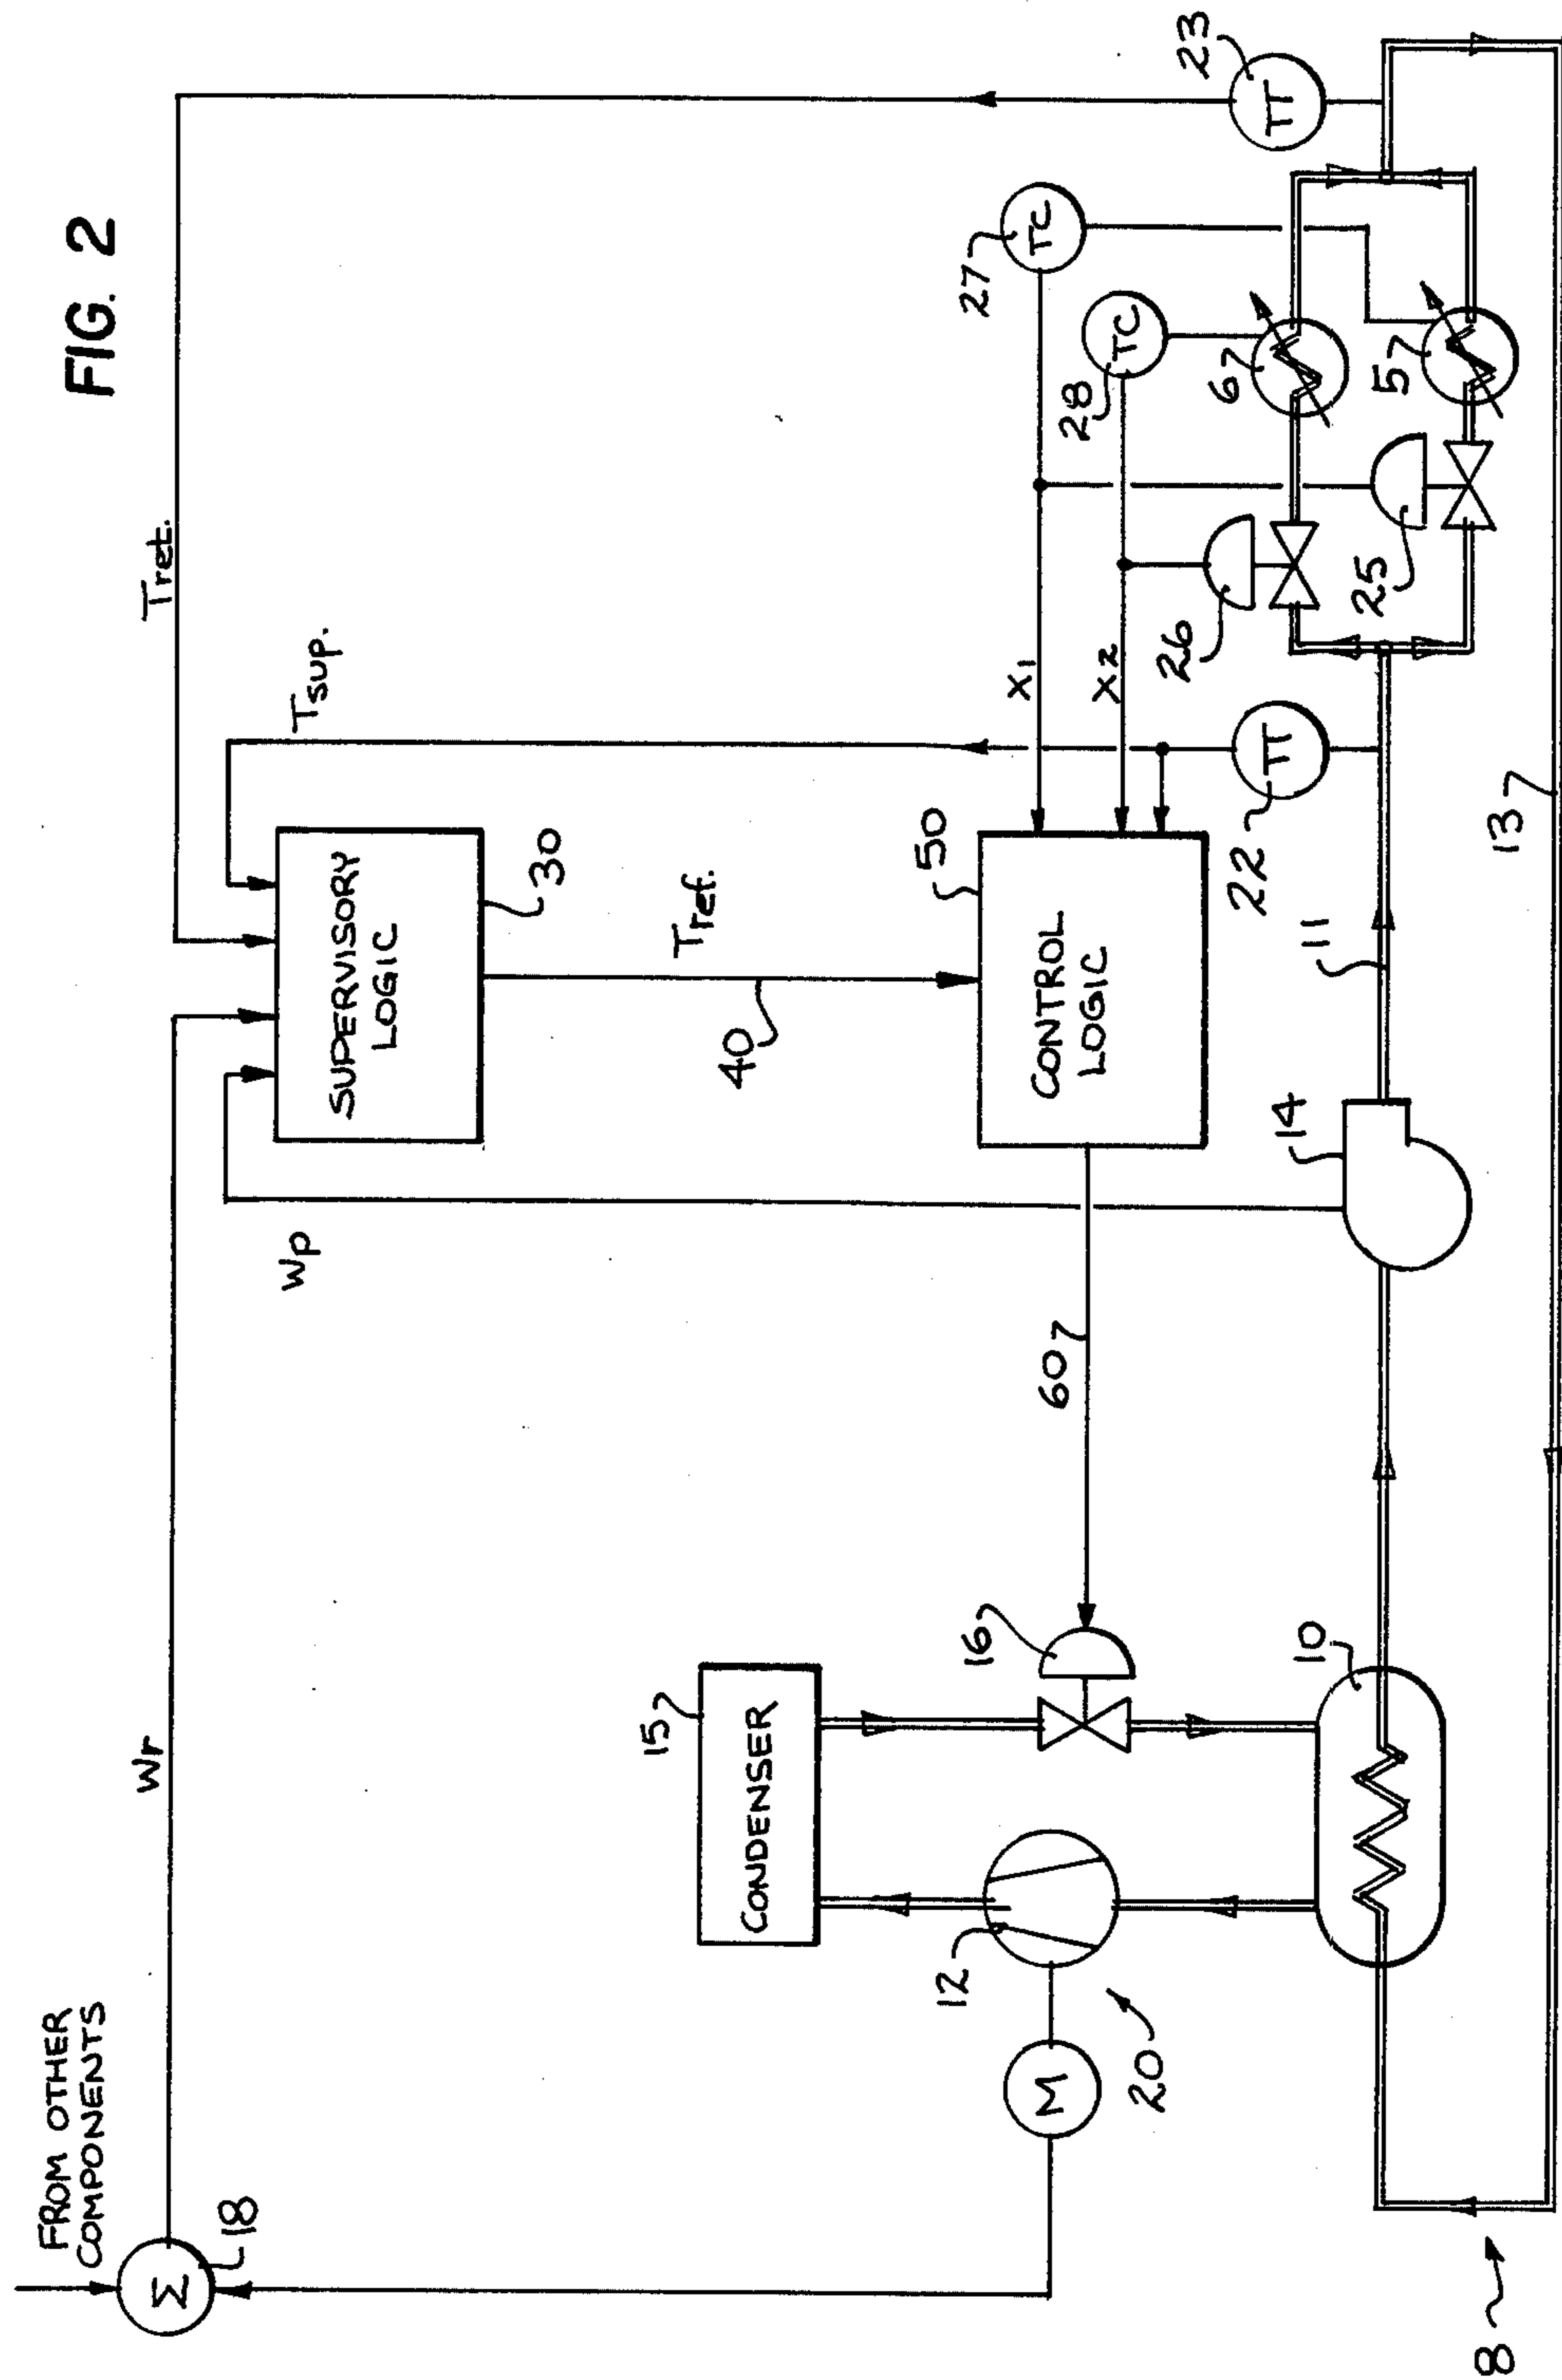 FIG. 2
FROM OTHER
COMPONENTS
Σ
18
Wr
Wp
Tret.
Tsup.
SUPERVISORY
LOGIC
30
Tref.
40
CONTROL
LOGIC
50
X1
X2
60
CONDENSER
15
16
12
M
20
10
14
11
22
TT
26
25
28
TC
27
TC
6
5
23
TT
13
8